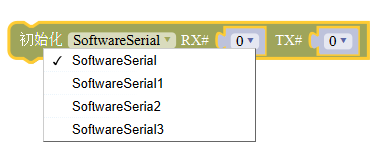 初始化 SoftwareSerial RX# 0 TX# 0
✓ SoftwareSerial
SoftwareSerial1
SoftwareSeria2
SoftwareSerial3